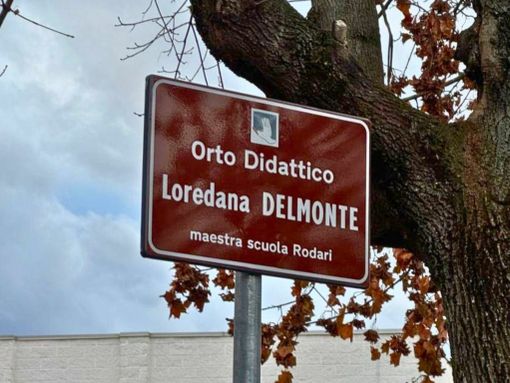 Orto Didattico
Loredana DELMONTE
maestra scuola Rodari